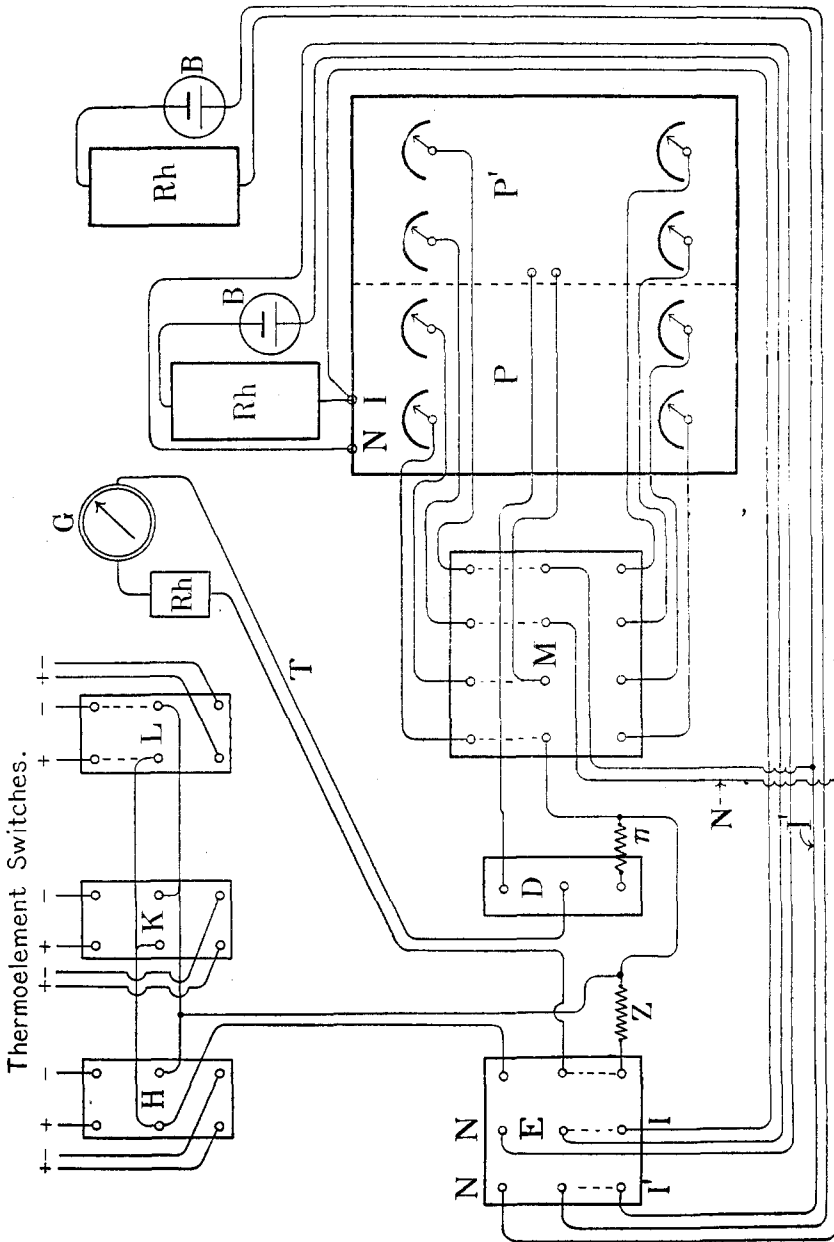 Thermoelement Switches.
+ - + - + -
+ - + - + -
H K L
G
Rh
T
Rh
B
Rh
B
N I
N N
E
I' I
Z
D
n
M
P P'
N
I'